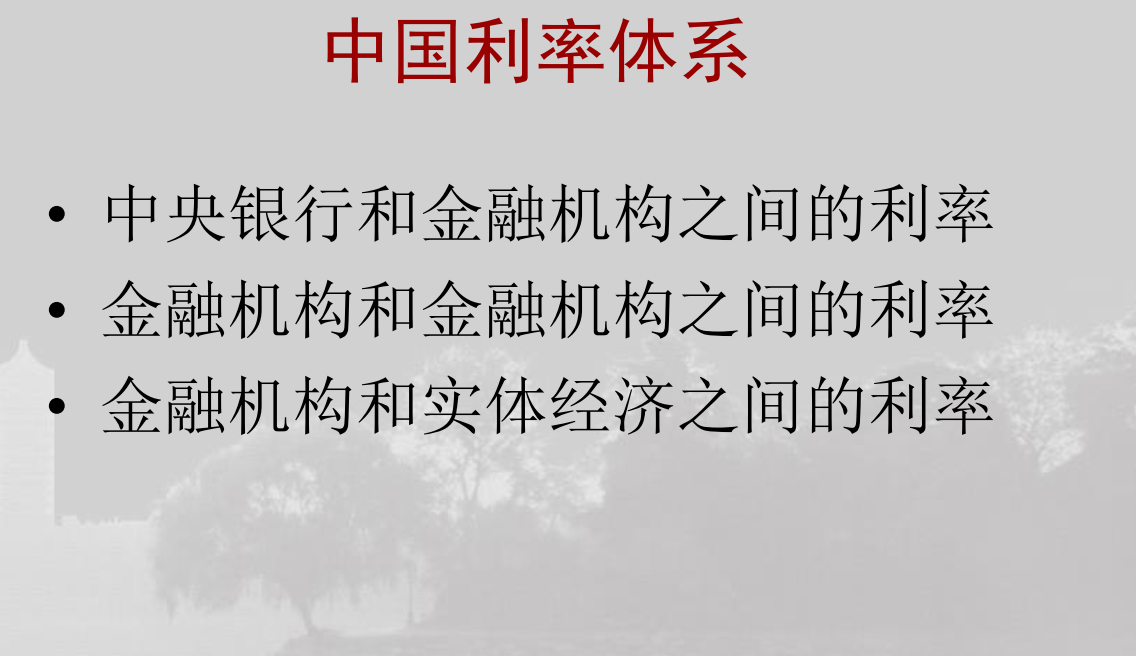 中国利率体系
• 中央银行和金融机构之间的利率
• 金融机构和金融机构之间的利率
• 金融机构和实体经济之间的利率